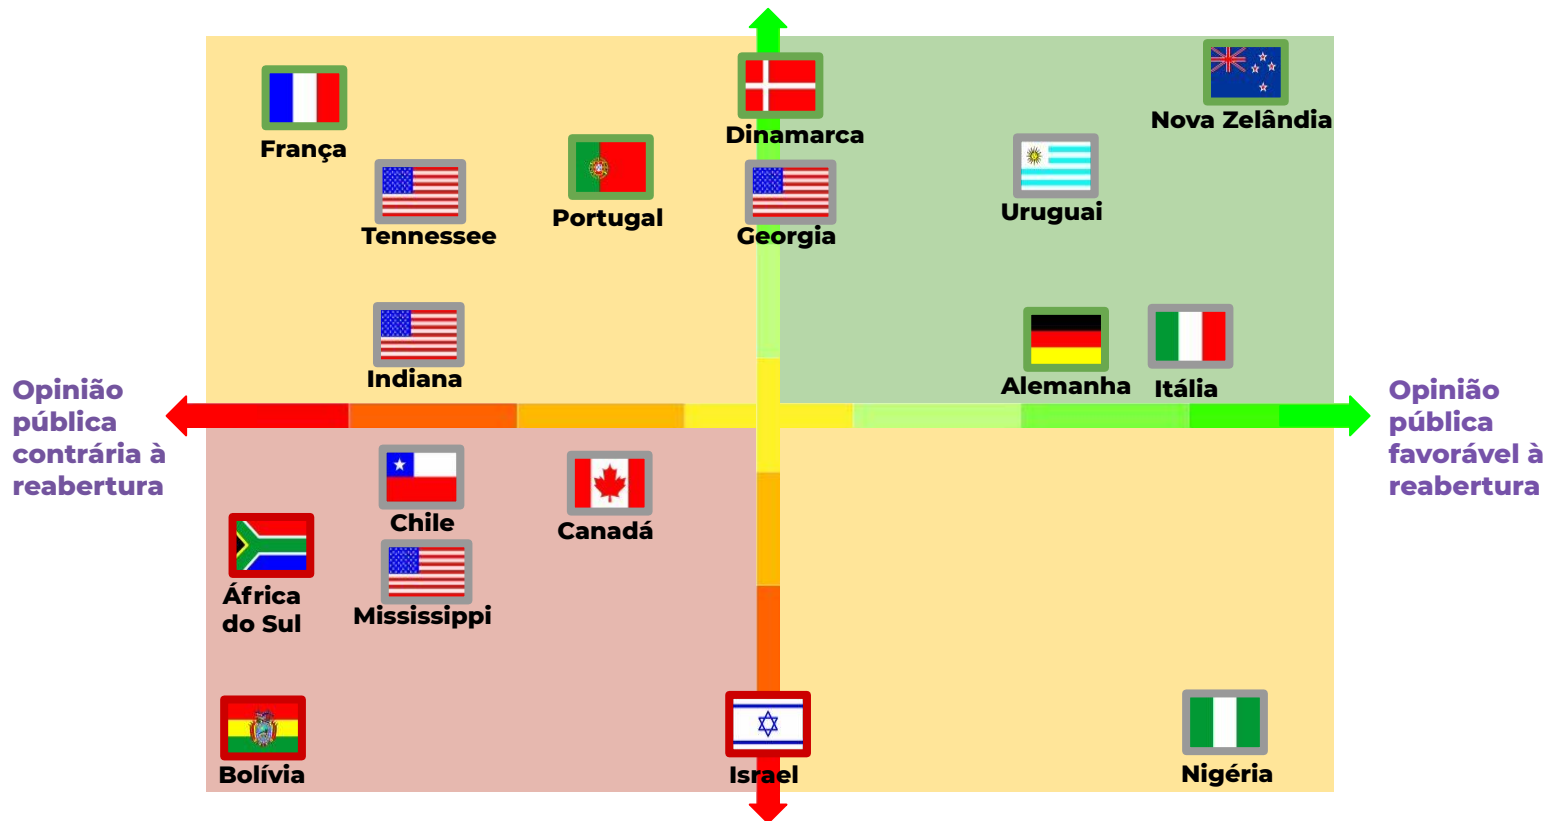 França
Dinamarca
Nova Zelândia
Tennessee
Portugal
Georgia
Uruguai
Indiana
Alemanha
Itália
Opinião
pública
contrária à
reabertura
Opinião
pública
favorável à
reabertura
Chile
Canadá
África
do Sul
Mississippi
Bolívia
Israel
Nigéria